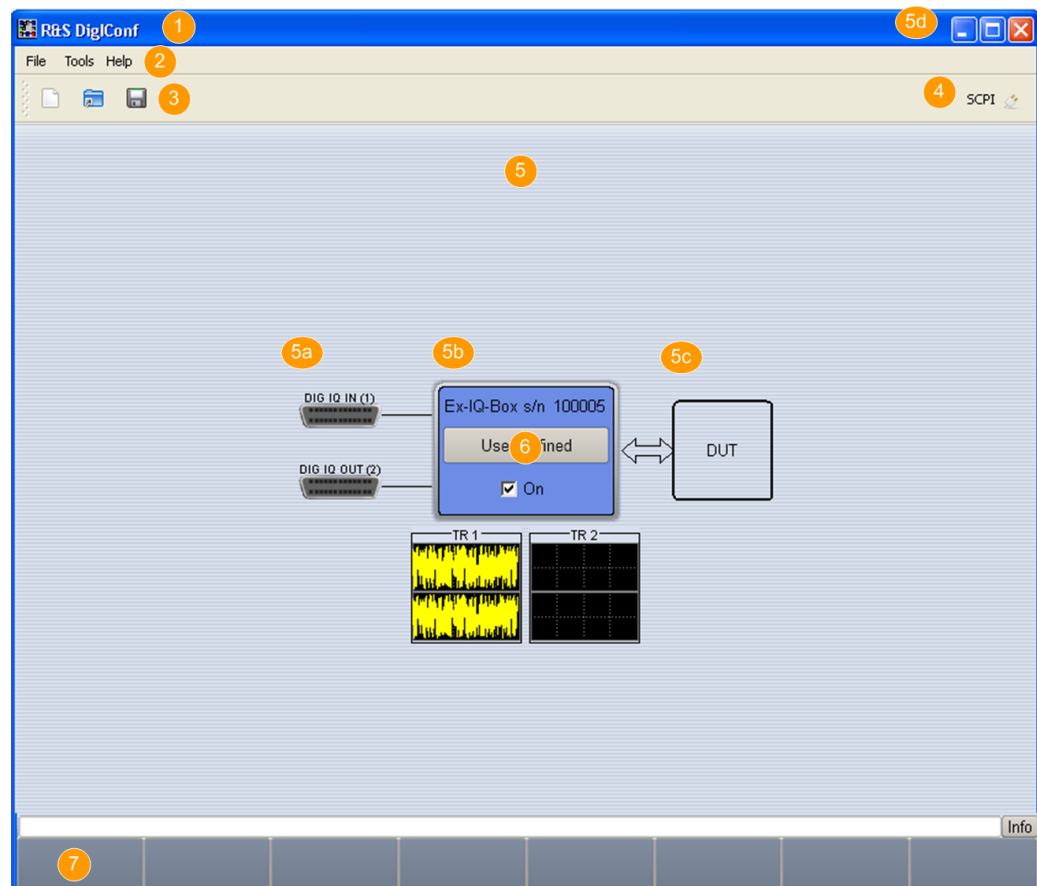 R&S DigIConf
1
5d
File Tools Help
2
3
4
SCPI
5
5a
5b
5c
DIG IQ IN (1)
Ex-IQ-Box s/n 100005
6
DUT
DIG IQ OUT (2)
On
TR 1
TR 2
Info
7